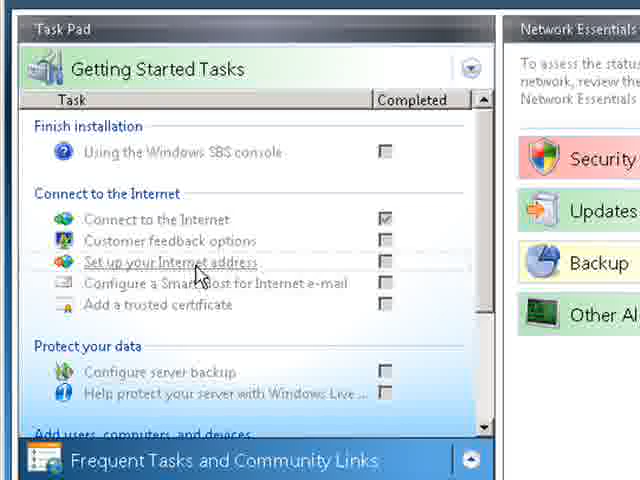 Task Pad
Getting Started Tasks
Task Completed
Finish installation
Using the Windows SBS console
Connect to the Internet
Connect to the Internet
Customer feedback options
Set up your Internet address
Configure a Smart Host for Internet e-mail
Add a trusted certificate
Protect your data
Configure server backup
Help protect your server with Windows Live ...
Add users, computers, and devices
Frequent Tasks and Community Links
Network Essentials
To assess the status
network, review the
Network Essentials
Security
Updates
Backup
Other Al